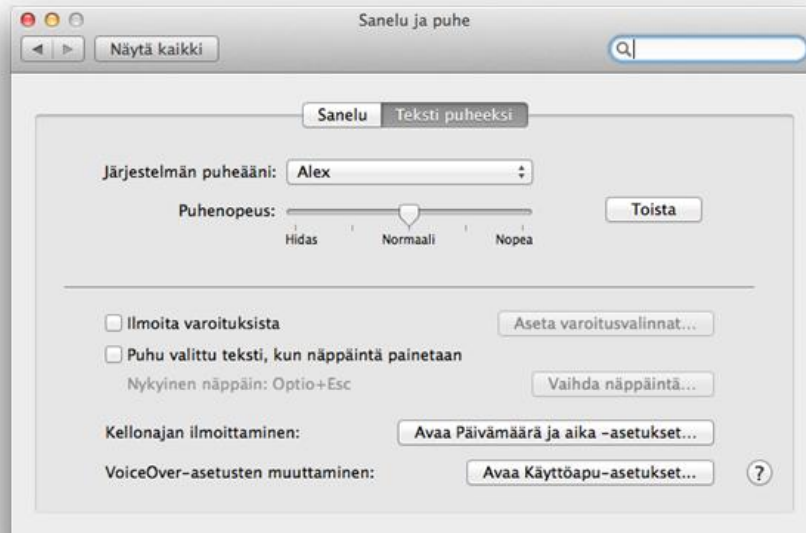 Sanelu ja puhe
Näytä kaikki
Sanelu Teksti puheeksi
Järjestelmän puheääni: Alex
Puhenopeus: Toista
Hidas Normaali Nopea
Ilmoita varoituksista Aseta varoitusvalinnat...
Puhu valittu teksti, kun näppäintä painetaan
Nykyinen näppäin: Optio+Esc Vaihda näppäintä...
Kellonajan ilmoittaminen: Avaa Päivämäärä ja aika -asetukset...
VoiceOver-asetusten muuttaminen: Avaa Käyttöapu-asetukset... ?